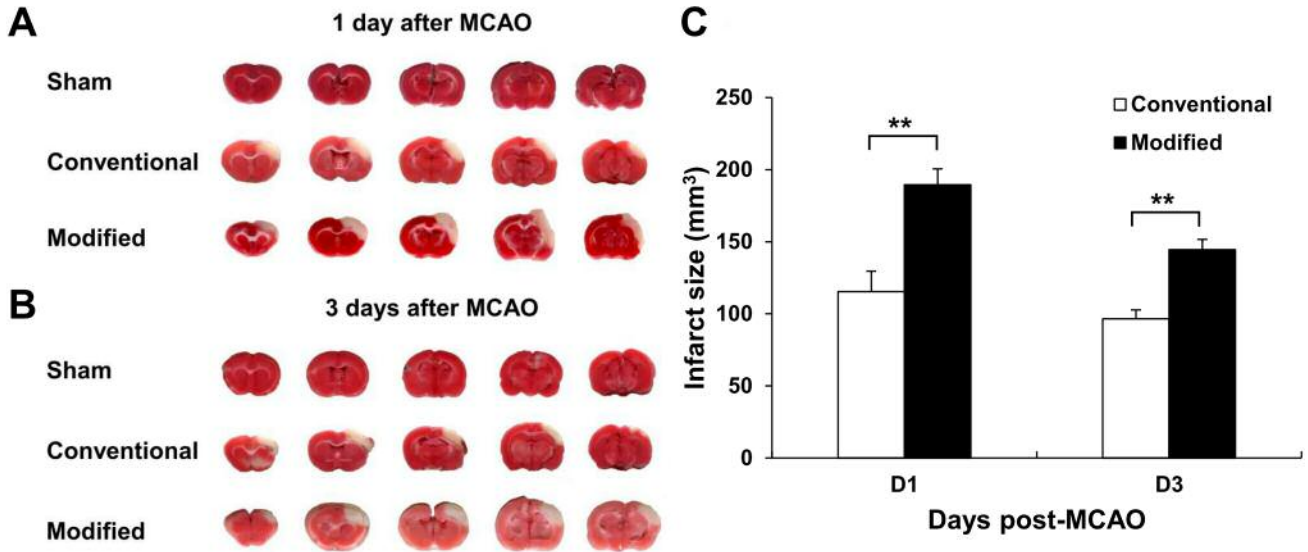 A
1 day after MCAO
Sham
Conventional
Modified
B
3 days after MCAO
Sham
Conventional
Modified
C
Infarct size (mm³)
250
200
150
100
50
0
Conventional
Modified
**
**
D1
D3
Days post-MCAO